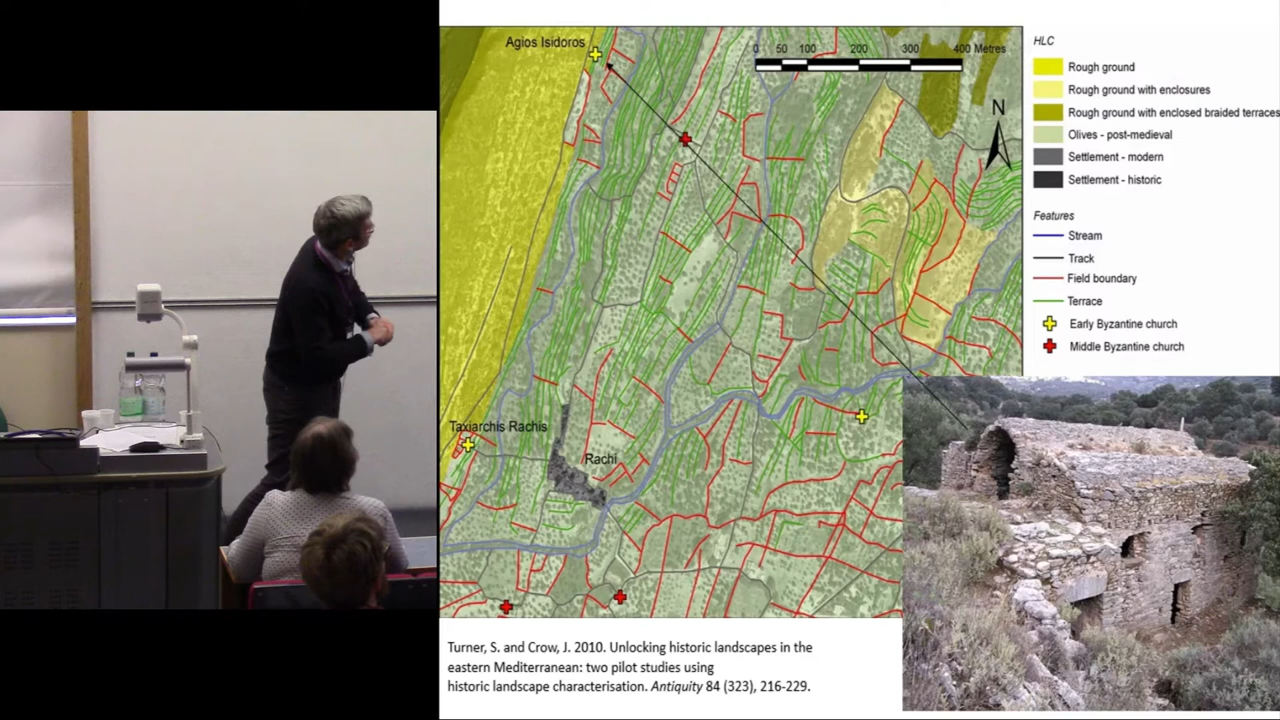 Agios Isidoros
0 50 100 200 300 400 Metres
N
Taxiarchis Rachis
Rachi
HLC
Rough ground
Rough ground with enclosures
Rough ground with enclosed braided terraces
Olives - post-medieval
Settlement - modern
Settlement - historic
Features
Stream
Track
Field boundary
Terrace
Early Byzantine church
Middle Byzantine church
Turner, S. and Crow, J. 2010. Unlocking historic landscapes in the
eastern Mediterranean: two pilot studies using
historic landscape characterisation. Antiquity 84 (323), 216-229.